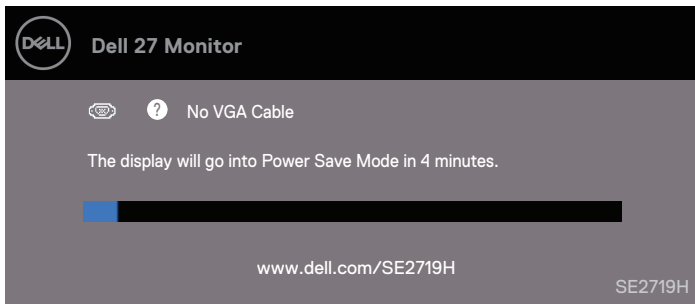 DELL
Dell 27 Monitor
? No VGA Cable
The display will go into Power Save Mode in 4 minutes.
www.dell.com/SE2719H
SE2719H